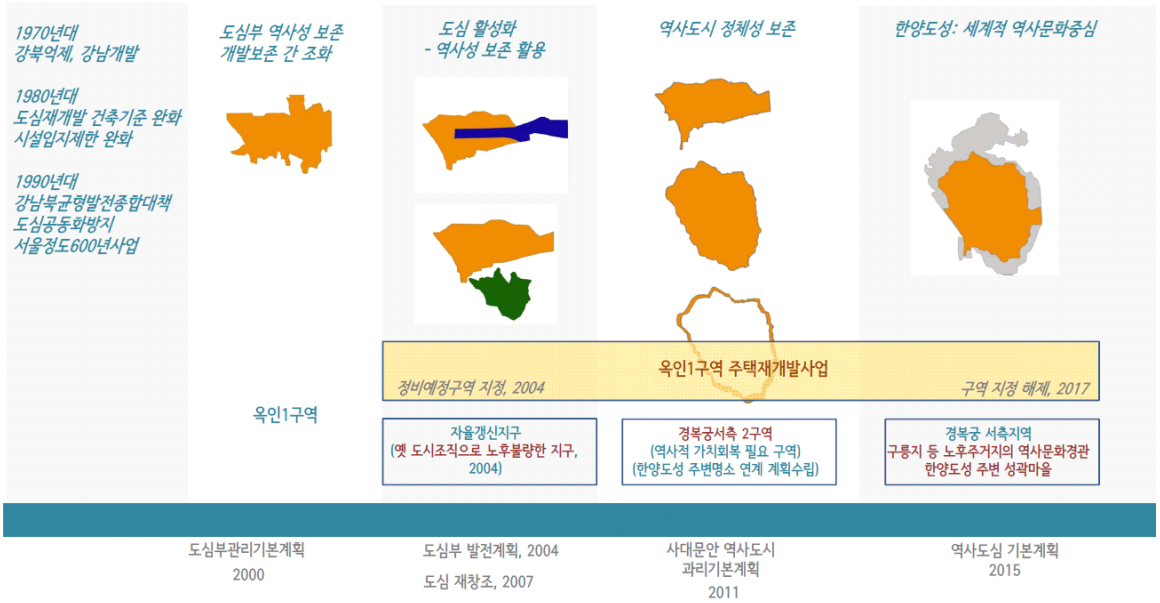 1970년대
강북억제, 강남개발
1980년대
도심재개발 건축기준 완화
시설입지제한 완화
1990년대
강남북균형발전종합대책
도심공동화방지
서울정도600년사업
도심부 역사성 보존
개발보존 간 조화
옥인1구역
도심 활성화
- 역사성 보존 활용
역사도시 정체성 보존
한양도성: 세계적 역사문화중심
옥인1구역 주택재개발사업
정비예정구역 지정, 2004
구역 지정 해제, 2017
자율갱신지구
(옛 도시조직으로 노후불량한 지구,
2004)
경복궁서측 2구역
(역사적 가치회복 필요 구역)
(한양도성 주변명소 연계 계획수립)
경복궁 서측지역
구릉지 등 노후주거지의 역사문화경관
한양도성 주변 성곽마을
도심부관리기본계획
2000
도심부 발전계획, 2004
도심 재창조, 2007
사대문안 역사도시
과리기본계획
2011
역사도심 기본계획
2015